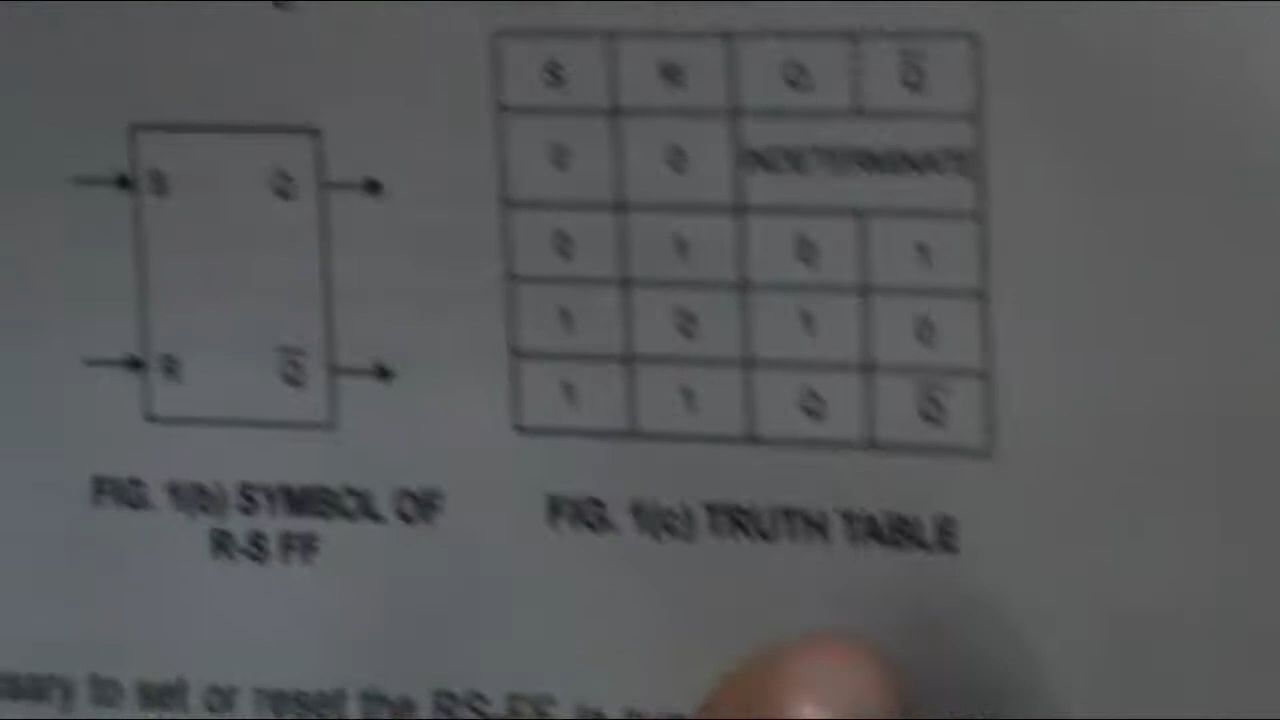 S R Q Q̅
0 0 INDETERMINATE
0 1 0 1
1 0 1 0
1 1 Q Q̅
S Q
R Q̅
FIG. 1(b) SYMBOL OF
R-S FF
FIG. 1(c) TRUTH TABLE
to set or reset the RS-FF in